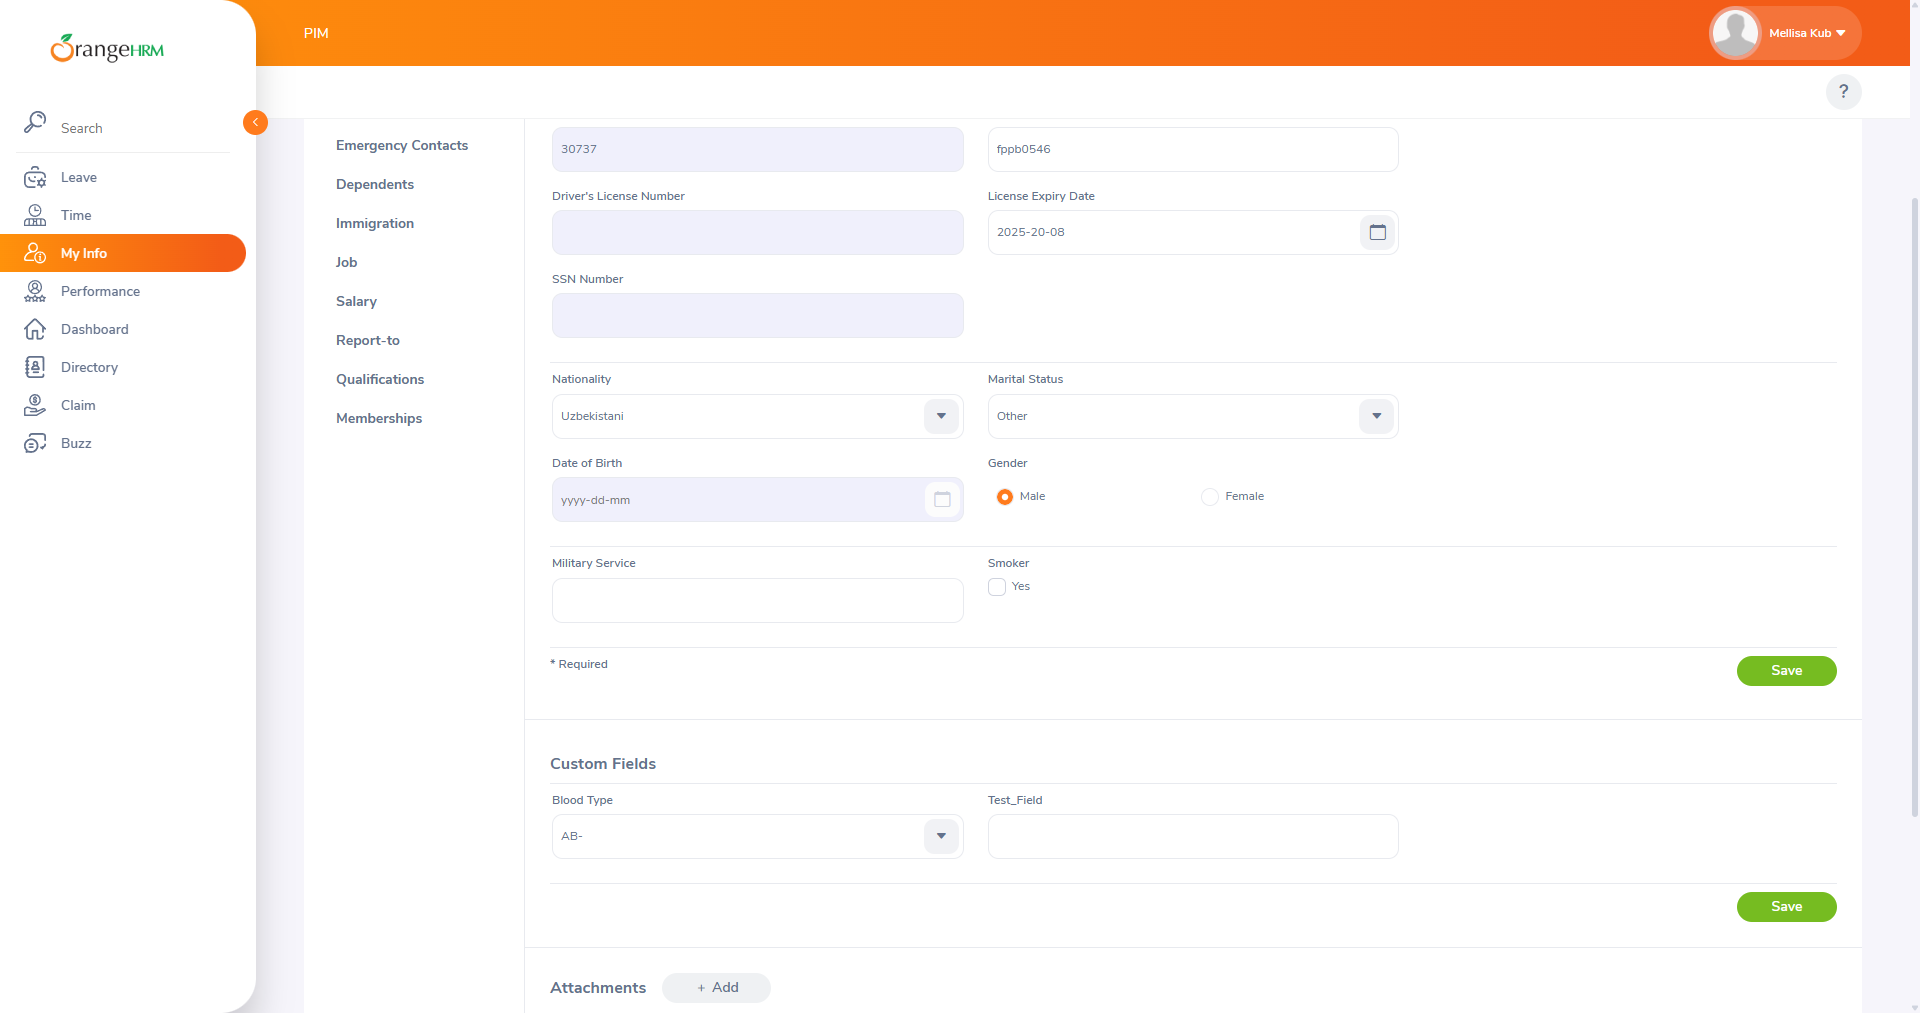 OrangeHRM
PIM
Mellisa Kub
?
Search
Leave
Time
My Info
Performance
Dashboard
Directory
Claim
Buzz
Emergency Contacts
Dependents
Immigration
Job
Salary
Report-to
Qualifications
Memberships
30737
fppb0546
Driver's License Number
License Expiry Date
2025-20-08
SSN Number
Nationality
Marital Status
Uzbekistani
Other
Date of Birth
Gender
yyyy-dd-mm
Male
Female
Military Service
Smoker
Yes
* Required
Save
Custom Fields
Blood Type
Test_Field
AB-
Save
Attachments
+ Add